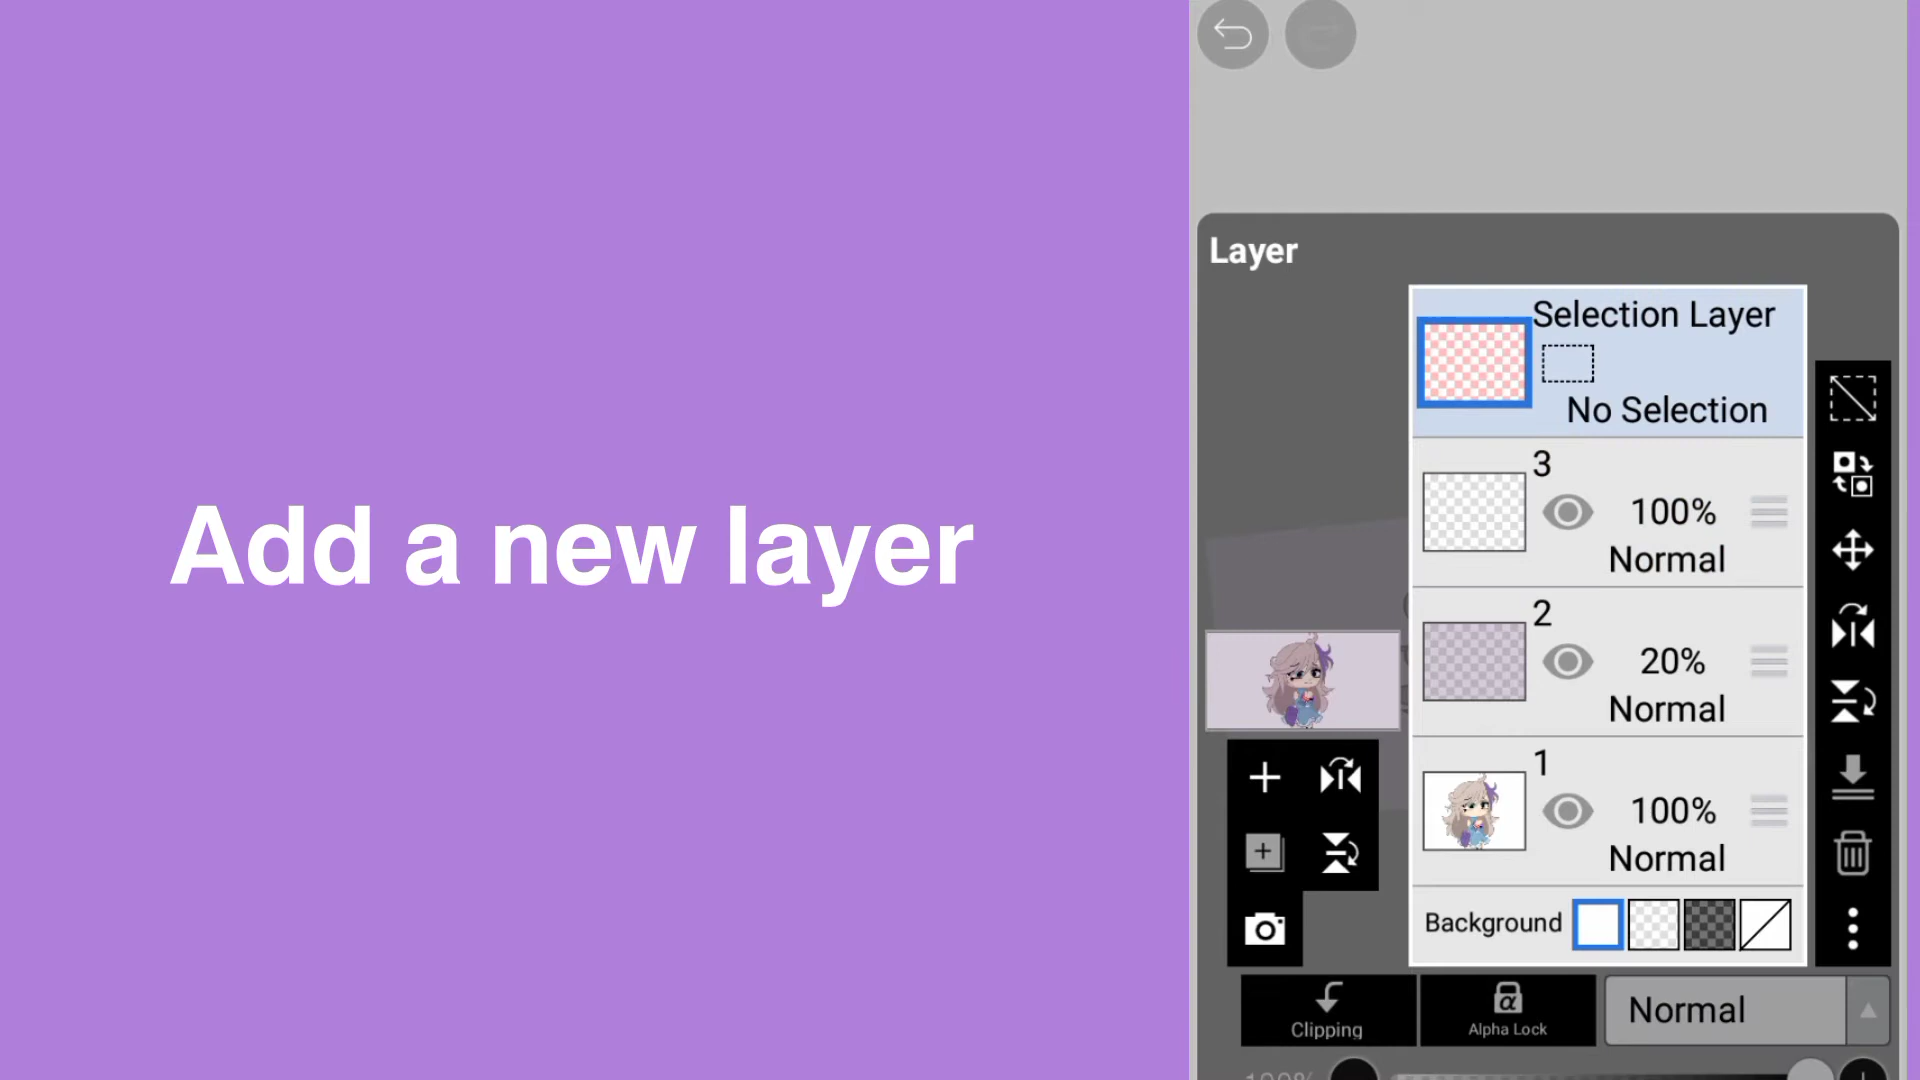 Add a new layer
Layer
Selection Layer
No Selection
3
100%
Normal
2
20%
Normal
1
100%
Normal
Background
Clipping
Alpha Lock
Normal
100%